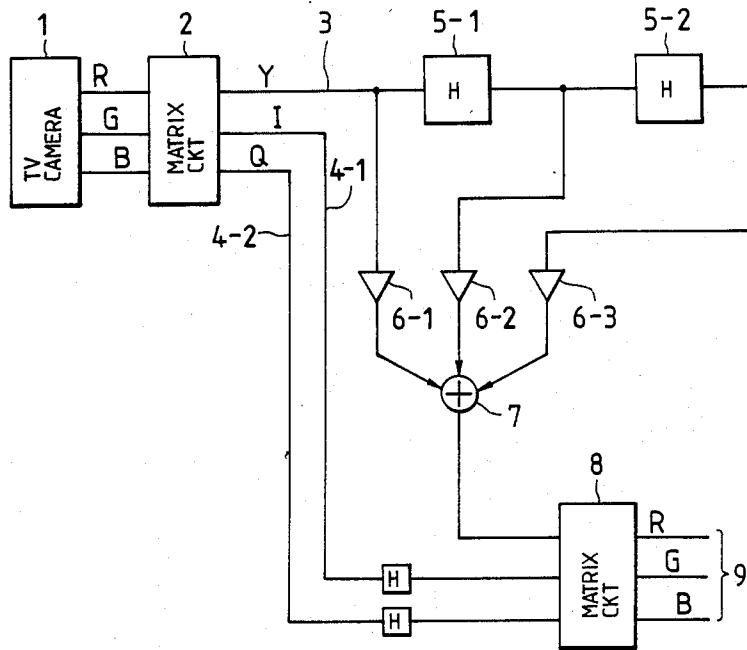 1
2
3
5-1
5-2
TV CAMERA
R
G
B
MATRIX CKT
Y
I
Q
H
H
4-1
4-2
6-1
6-2
6-3
+
7
8
H
H
MATRIX CKT
R
G
B
9